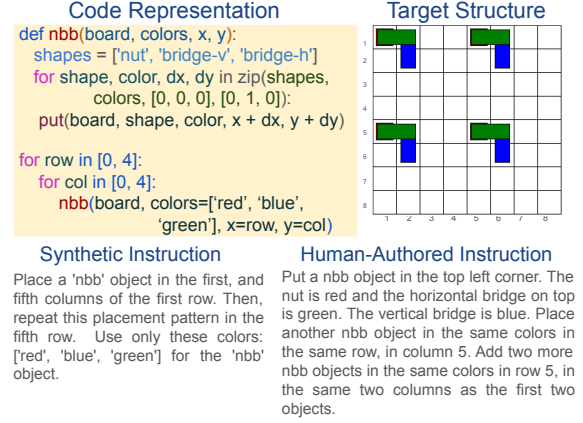 Code Representation
def nbb(board, colors, x, y):
shapes = ['nut', 'bridge-v', 'bridge-h']
for shape, color, dx, dy in zip(shapes,
colors, [0, 0, 0], [0, 1, 0]):
put(board, shape, color, x + dx, y + dy)
for row in [0, 4]:
for col in [0, 4]:
nbb(board, colors=['red', ‘blue’,
‘green’], x=row, y=col)
Target Structure
1
2
3
4
5
6
7
8
1 2 3 4 5 6 7 8
Synthetic Instruction
Place a 'nbb' object in the first, and
fifth columns of the first row. Then,
repeat this placement pattern in the
fifth row. Use only these colors:
['red', 'blue', 'green'] for the 'nbb'
object.
Human-Authored Instruction
Put a nbb object in the top left corner. The
nut is red and the horizontal bridge on top
is green. The vertical bridge is blue. Place
another nbb object in the same colors in
the same row, in column 5. Add two more
nbb objects in the same colors in row 5, in
the same two columns as the first two
objects.